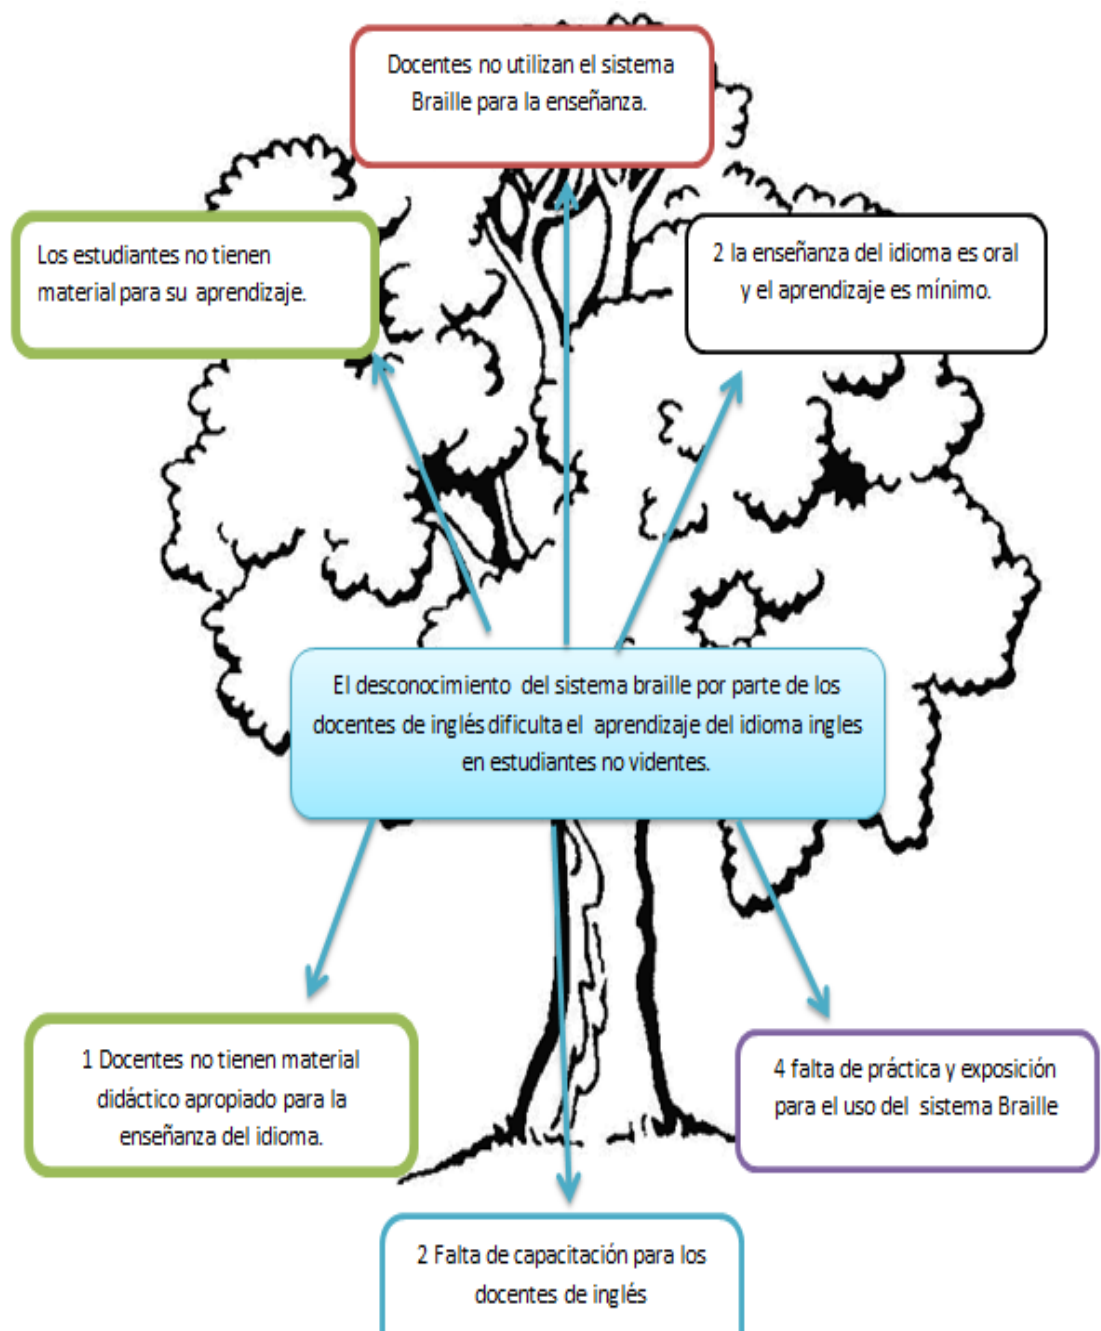 Docentes no utilizan el sistema
Braille para la enseñanza.
Los estudiantes no tienen
material para su aprendizaje.
2 la enseñanza del idioma es oral
y el aprendizaje es mínimo.
El desconocimiento del sistema braille por parte de los
docentes de inglés dificulta el aprendizaje del idioma ingles
en estudiantes no videntes.
1 Docentes no tienen material
didáctico apropiado para la
enseñanza del idioma.
4 falta de práctica y exposición
para el uso del sistema Braille
2 Falta de capacitación para los
docentes de inglés